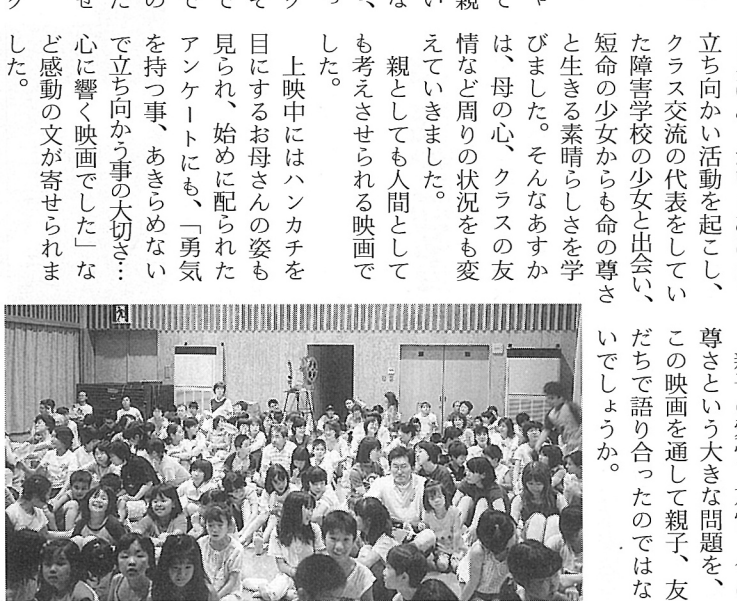 立ち向かい活動を起こし、
クラス交流の代表をしてい
た障害学校の少女と出会い、
短命の少女からも命の尊さ
と生きる素晴らしさを学
びました。そんなあすか
は、母の心、クラスの友
情など周りの状況をも変
えていきました。
親としても人間として
も考えさせられる映画で
した。
上映中にはハンカチを
目にするお母さんの姿も
見られ、始めに配られた
アンケートにも、「勇気
を持つ事、あきらめない
で立ち向かう事の大切さ…
心に響く映画でした」な
ど感動の文が寄せられま
した。
尊さという大きな問題を、
この映画を通して親子、友
だちで語り合ったのではな
いでしょうか。